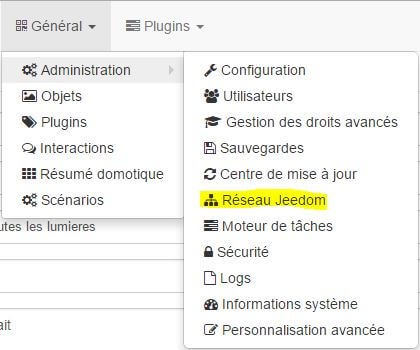 Général Plugins
Administration
Objets
Plugins
Interactions
Résumé domotique
Scénarios
Configuration
Utilisateurs
Gestion des droits avancés
Sauvegardes
Centre de mise à jour
Réseau Jeedom
Moteur de tâches
Sécurité
Logs
Informations système
Personnalisation avancée
utes les lumieres
ait